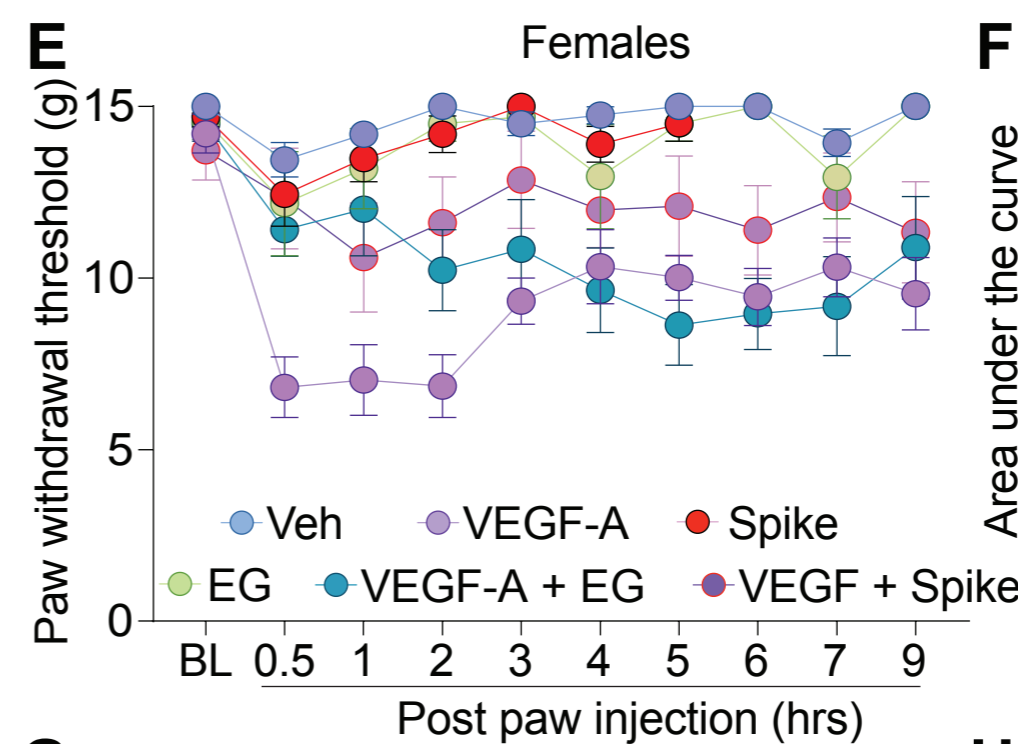 E
Females
F
Paw withdrawal threshold (g)
15
10
5
0
Veh
VEGF-A
Spike
EG
VEGF-A + EG
VEGF + Spike
BL 0.5 1 2 3 4 5 6 7 9
Post paw injection (hrs)
Area under the curve